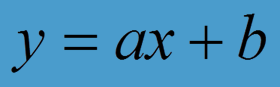 y = ax + b